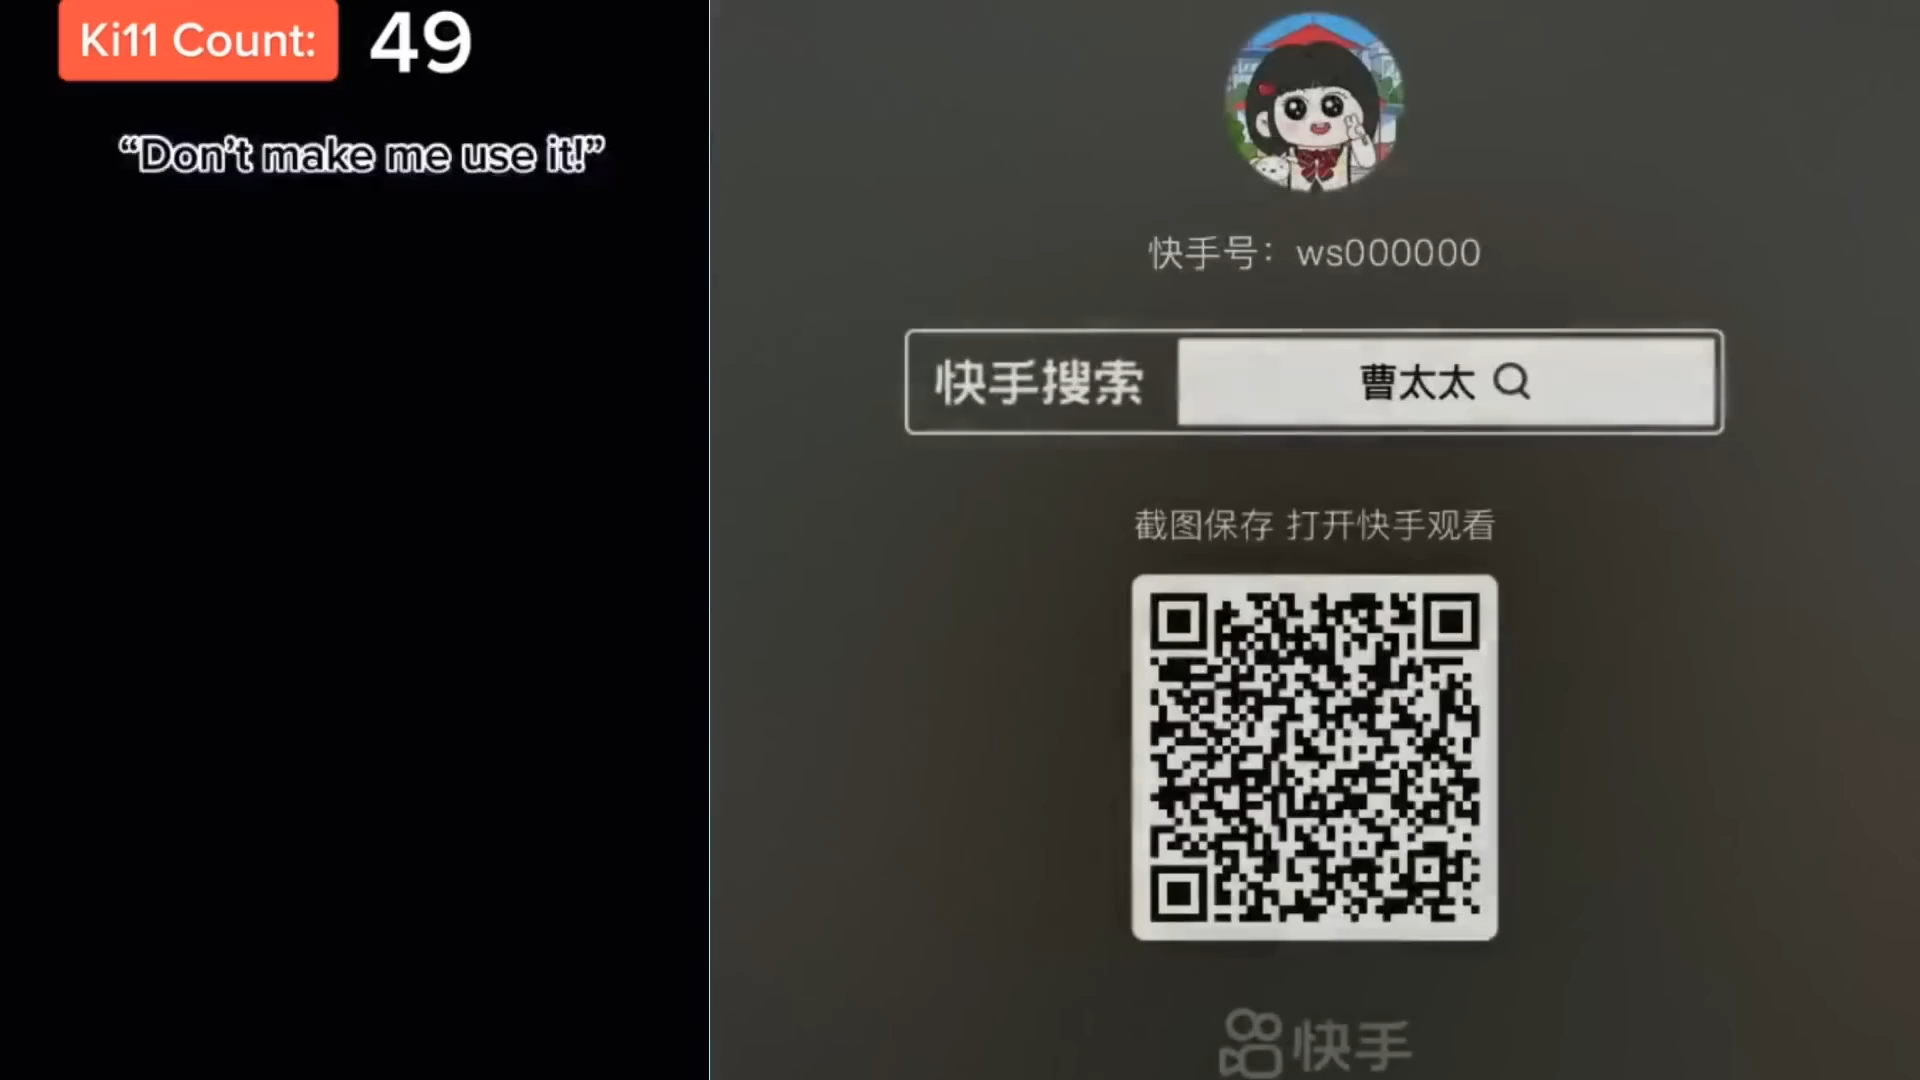 Ki11 Count: 49
“Don't make me use it!”
快手号：ws000000
快手搜索 曹太太
截图保存 打开快手观看
快手